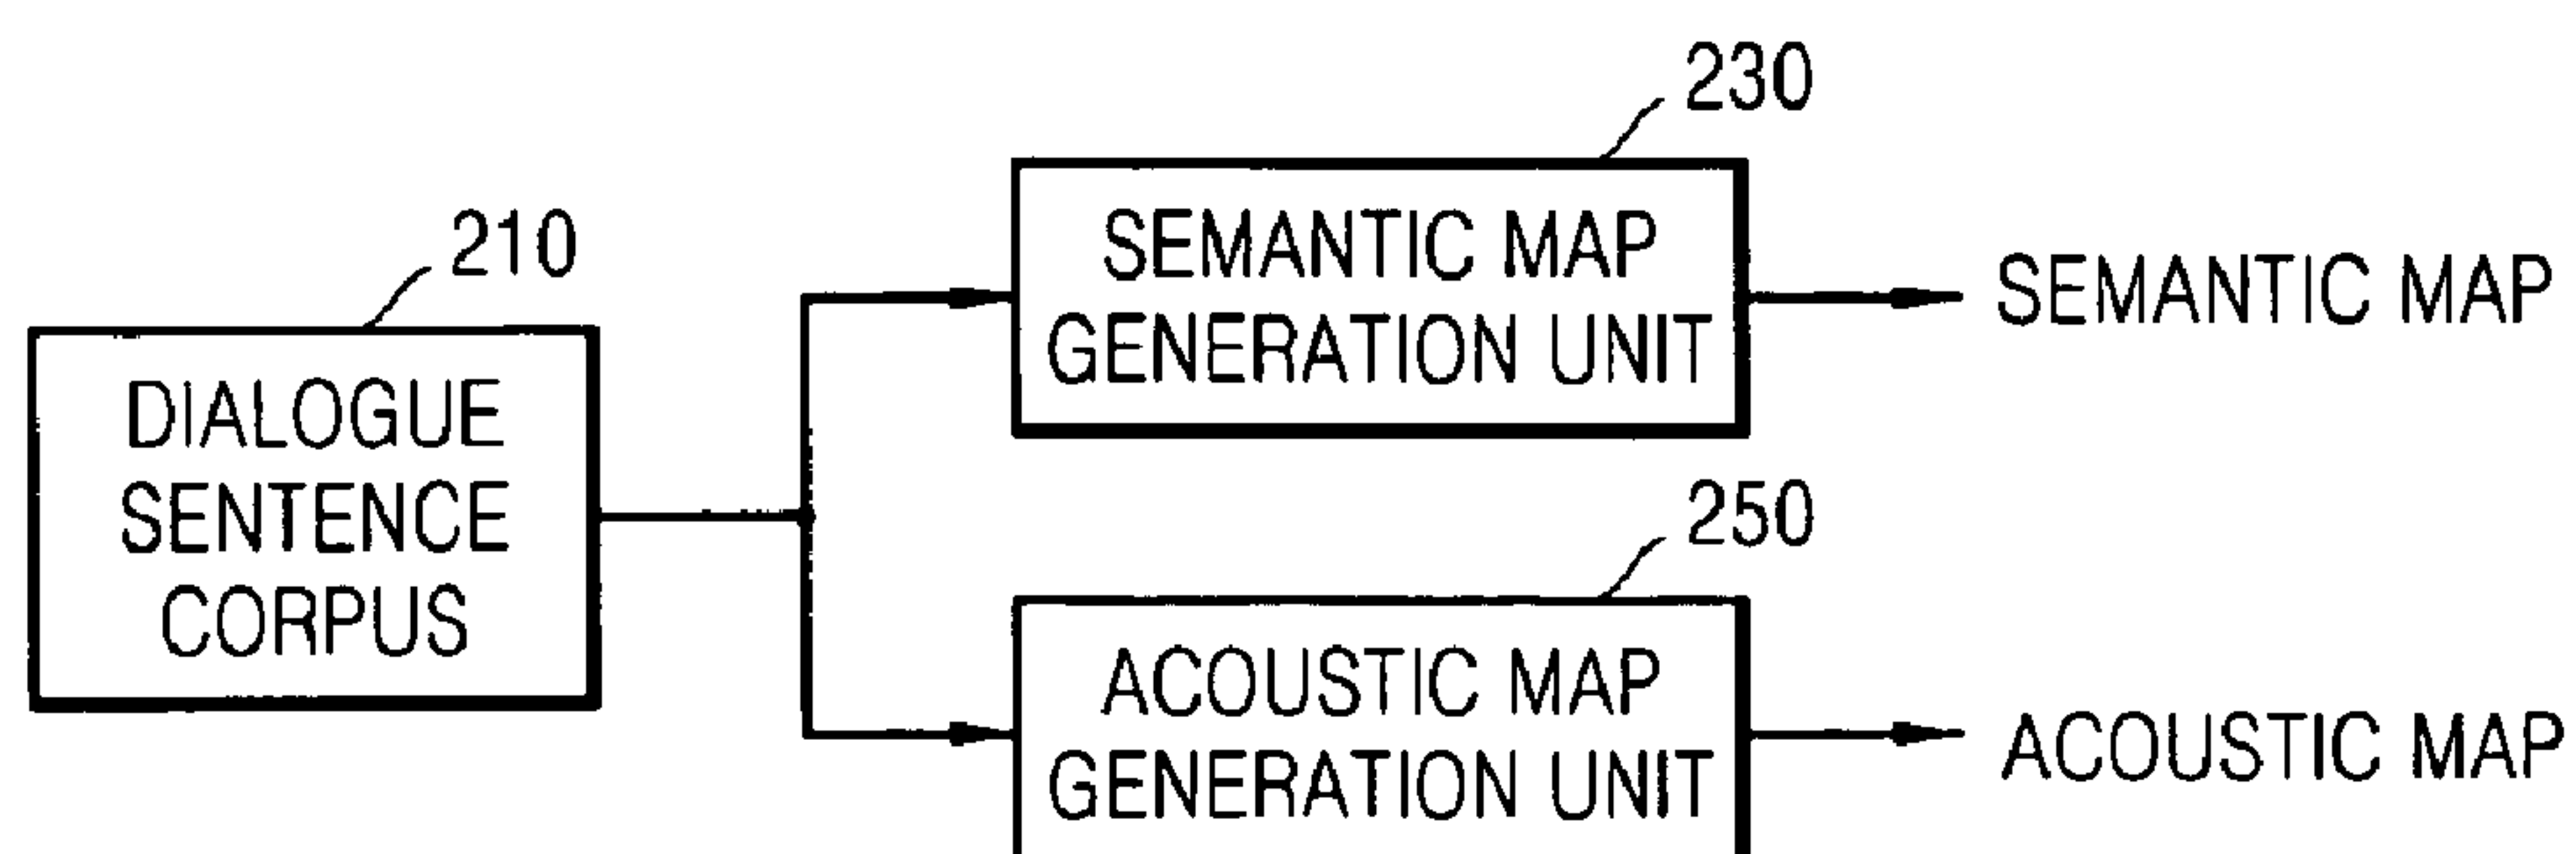 210
DIALOGUE
SENTENCE
CORPUS
230
SEMANTIC MAP
GENERATION UNIT
SEMANTIC MAP
250
ACOUSTIC MAP
GENERATION UNIT
ACOUSTIC MAP